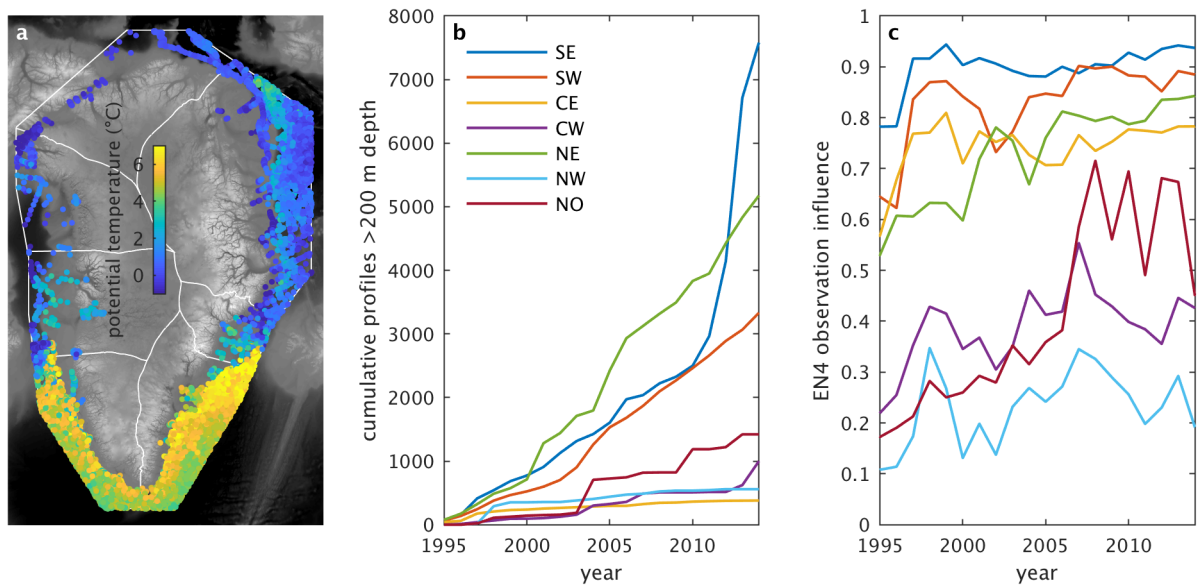 a
potential temperature (°C)
6
4
2
0
b
cumulative profiles >200 m depth
8000
7000
6000
5000
4000
3000
2000
1000
0
SE
SW
CE
CW
NE
NW
NO
1995 2000 2005 2010
year
c
EN4 observation influence
1
0.9
0.8
0.7
0.6
0.5
0.4
0.3
0.2
0.1
0
1995 2000 2005 2010
year